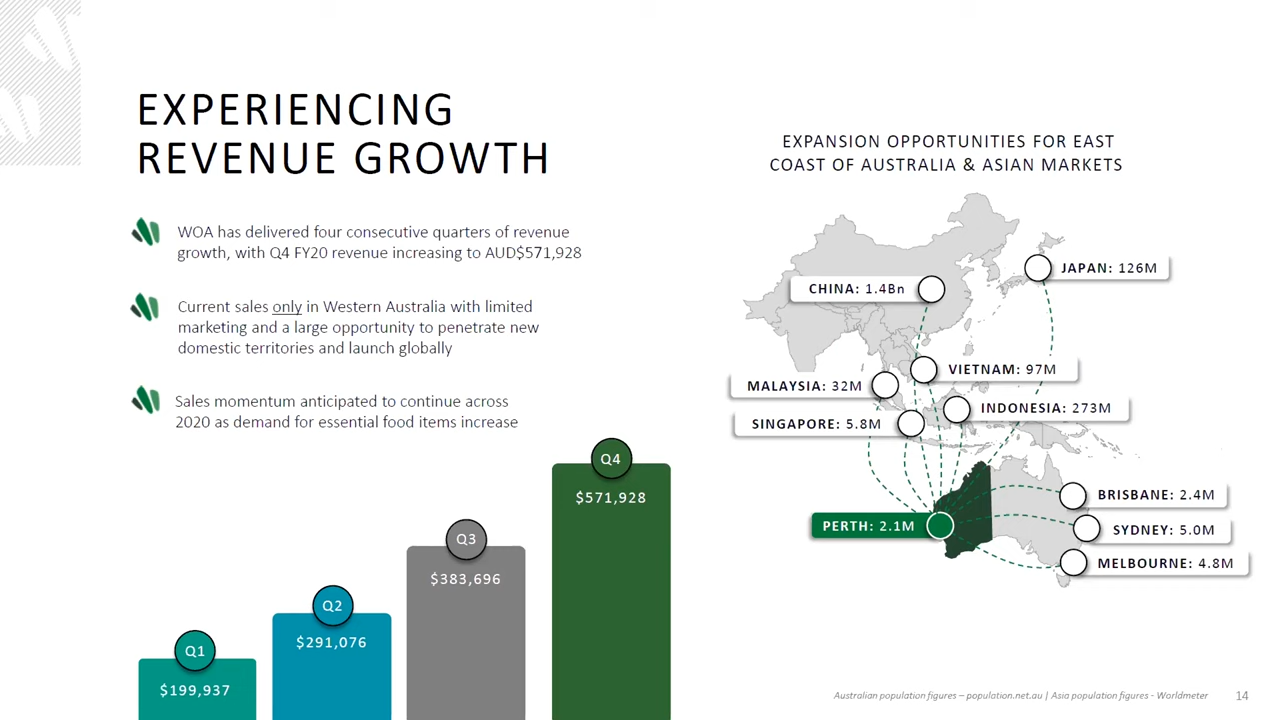 EXPERIENCING
REVENUE GROWTH
WOA has delivered four consecutive quarters of revenue
growth, with Q4 FY20 revenue increasing to AUD$571,928
Current sales only in Western Australia with limited
marketing and a large opportunity to penetrate new
domestic territories and launch globally
Sales momentum anticipated to continue across
2020 as demand for essential food items increase
Q1
$199,937
Q2
$291,076
Q3
$383,696
Q4
$571,928
EXPANSION OPPORTUNITIES FOR EAST
COAST OF AUSTRALIA & ASIAN MARKETS
JAPAN: 126M
CHINA: 1.4Bn
VIETNAM: 97M
MALAYSIA: 32M
INDONESIA: 273M
SINGAPORE: 5.8M
BRISBANE: 2.4M
PERTH: 2.1M
SYDNEY: 5.0M
MELBOURNE: 4.8M
Australian population figures – population.net.au | Asia population figures - Worldmeter
14